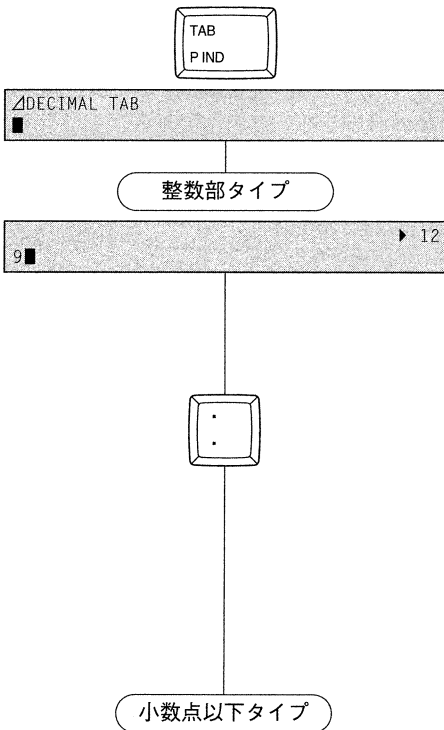 TAB
P IND
⊿DECIMAL TAB
整数部タイプ
▶ 12
9
.
.
小数点以下タイプ